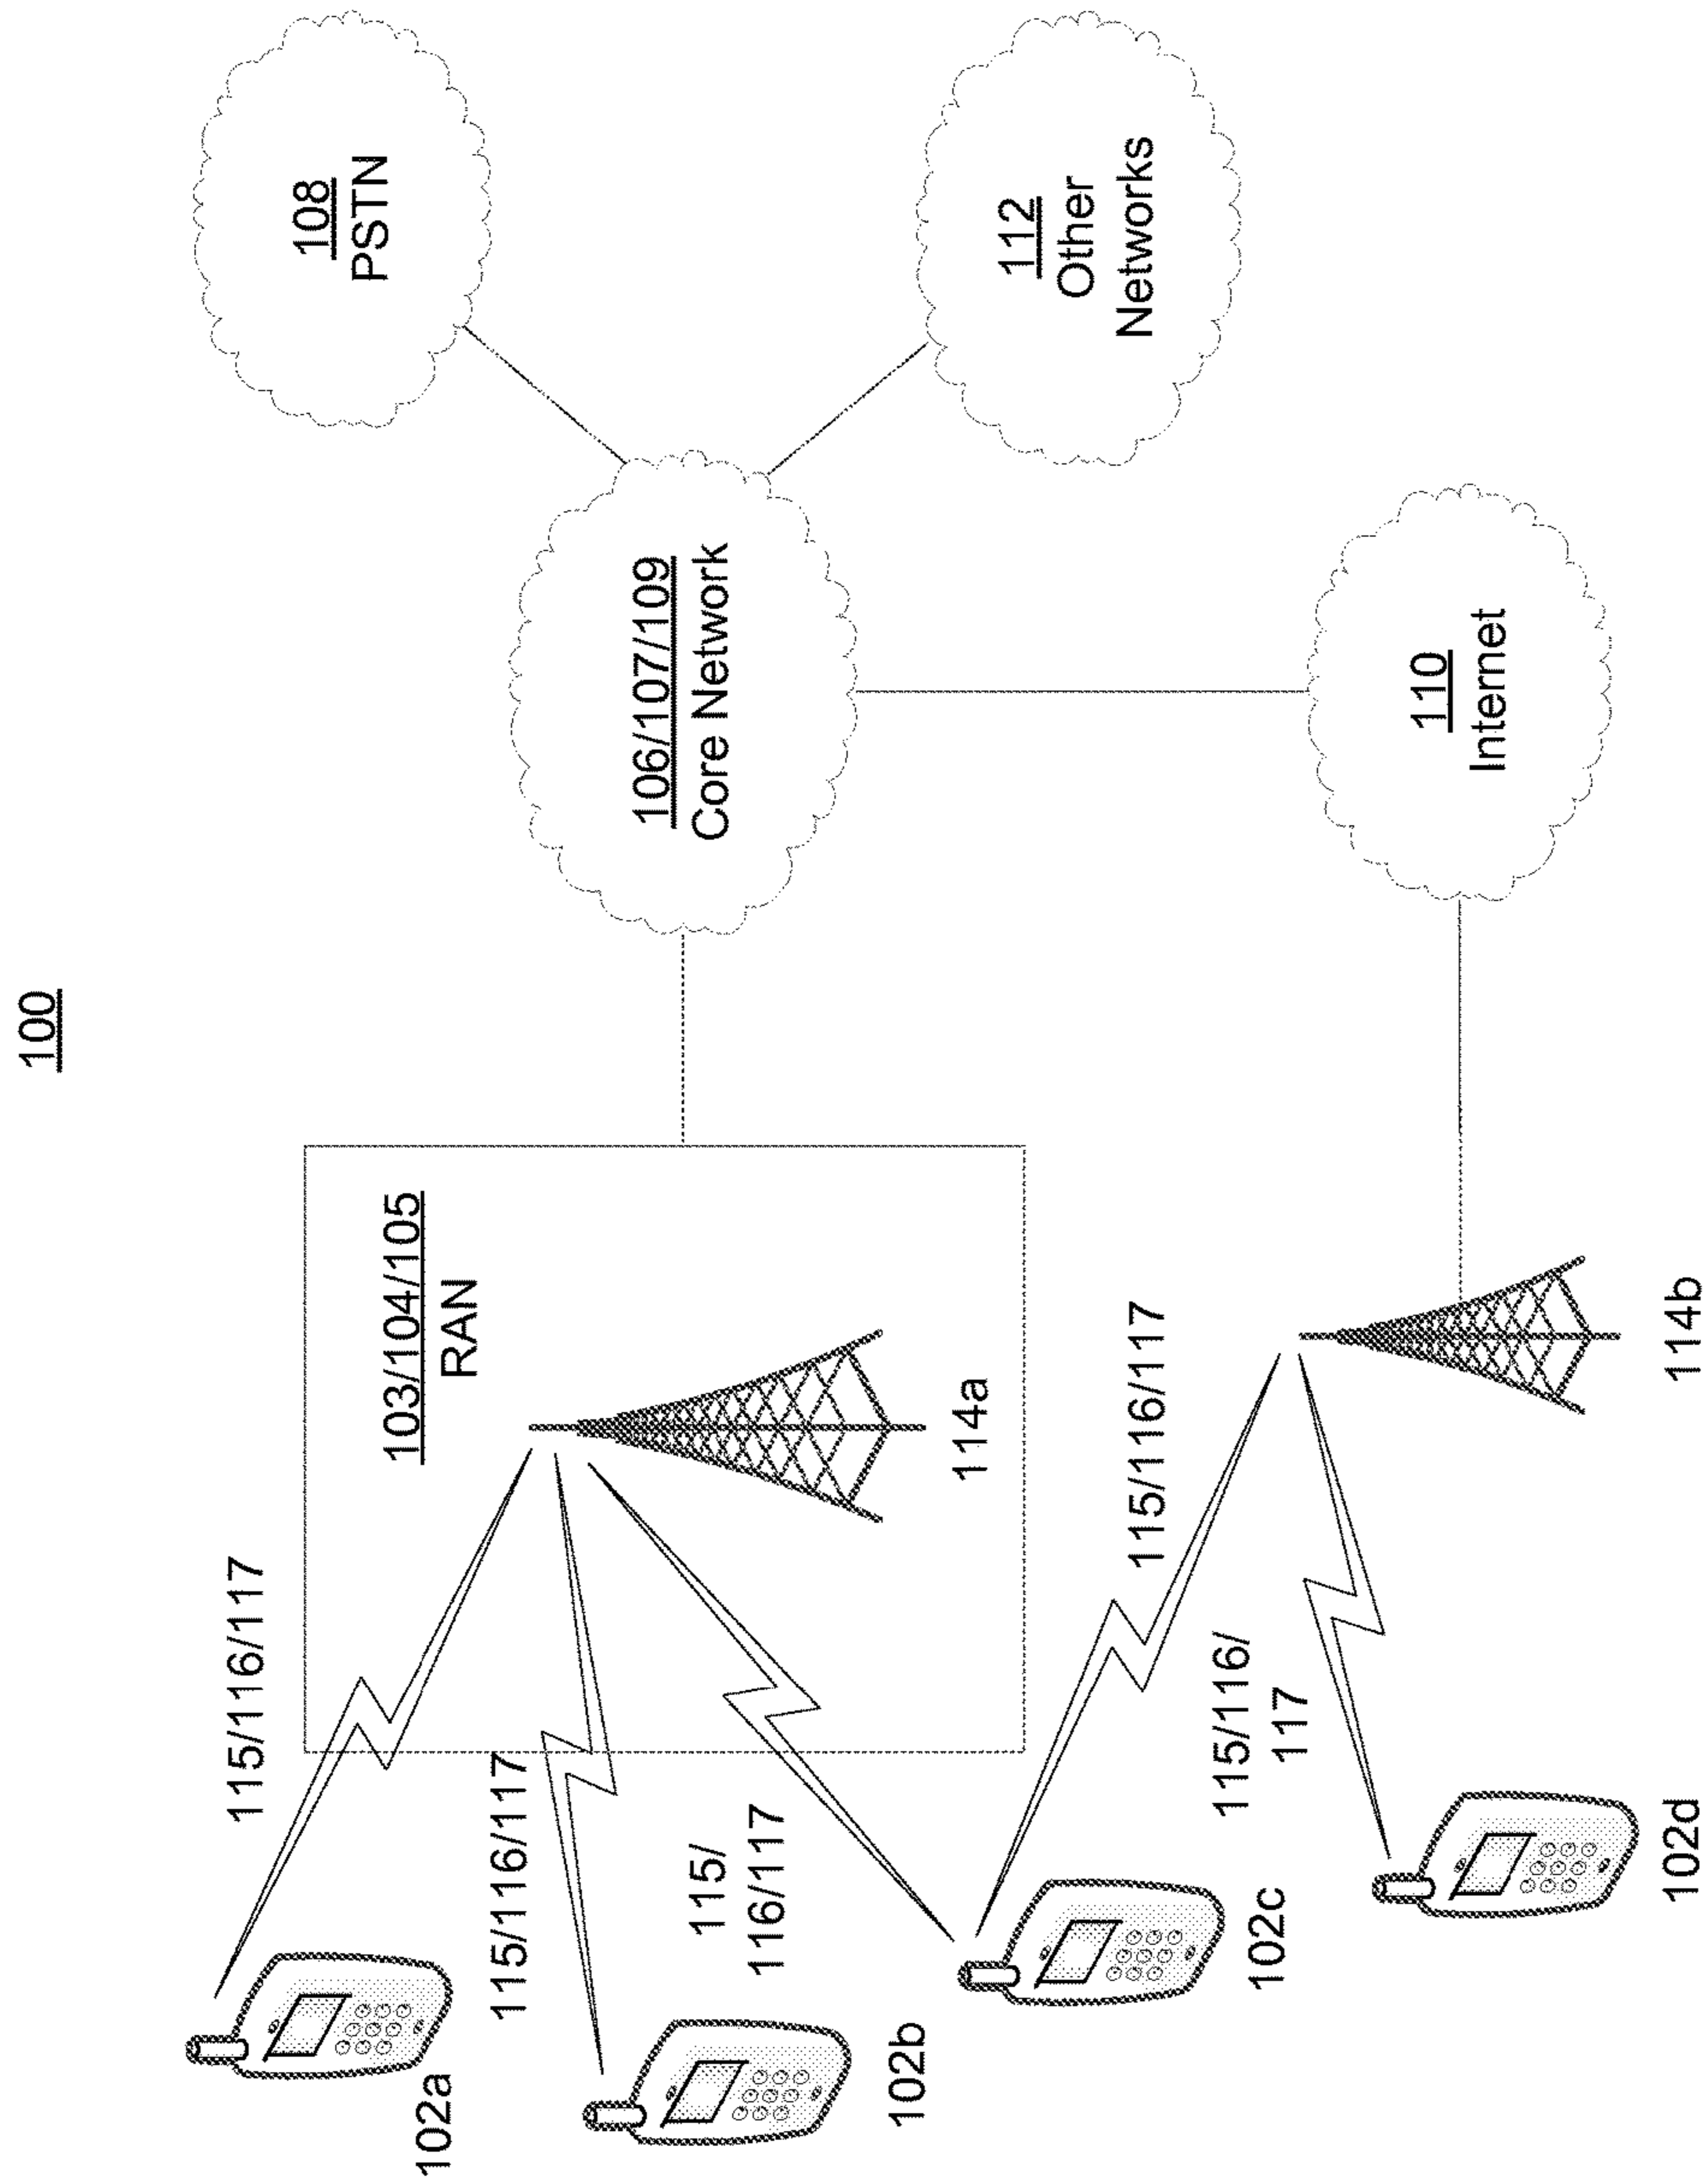 100
115/116/117
103/104/105
RAN
106/107/109
Core Network
108
PSTN
102a
115/116/117
114a
112
Other
Networks
102b
115/
116/117
115/116/117
102c
115/116/
117
110
Internet
102d
114b